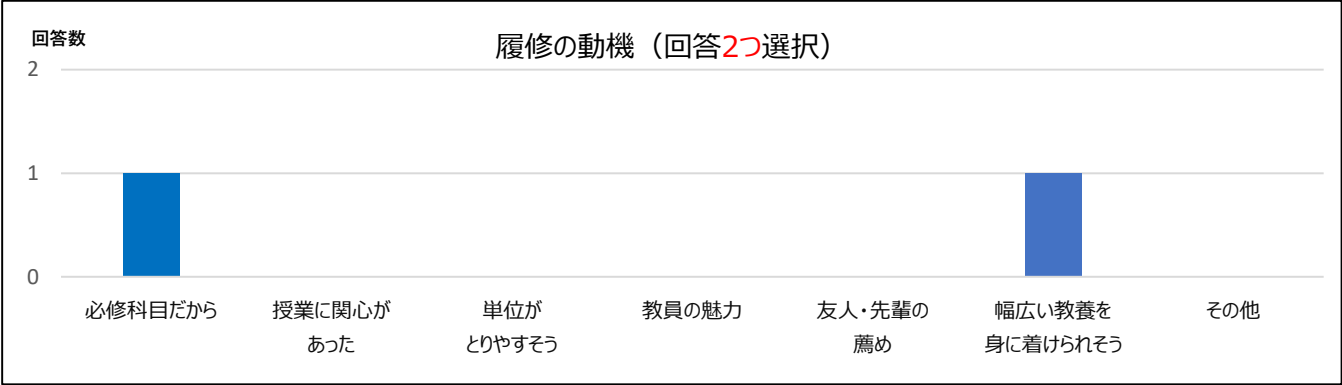 回答数
履修の動機（回答2つ選択）
2
1
0
必修科目だから
授業に関心が
あった
単位が
とりやすそう
教員の魅力
友人・先輩の
薦め
幅広い教養を
身に着けられそう
その他